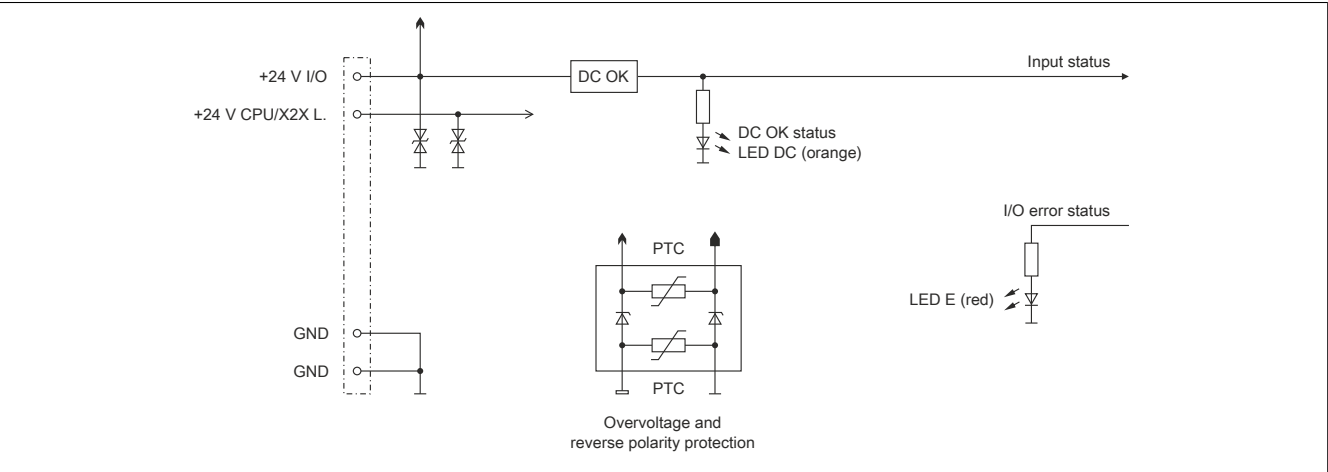 +24 V I/O
DC OK
Input status
+24 V CPU/X2X L.
DC OK status
LED DC (orange)
I/O error status
PTC
LED E (red)
GND
GND
PTC
Overvoltage and
reverse polarity protection